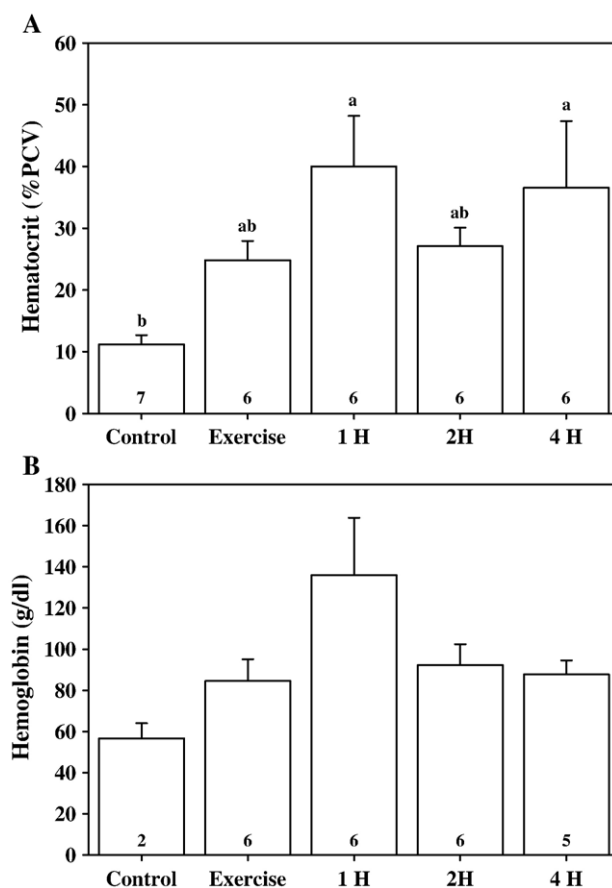 A
60
50
40
30
20
10
0
Hematocrit (%PCV)
b
ab
a
ab
a
7
6
6
6
6
Control
Exercise
1 H
2H
4 H
B
180
160
140
120
100
80
60
40
20
0
Hemoglobin (g/dl)
2
6
6
6
5
Control
Exercise
1 H
2H
4 H